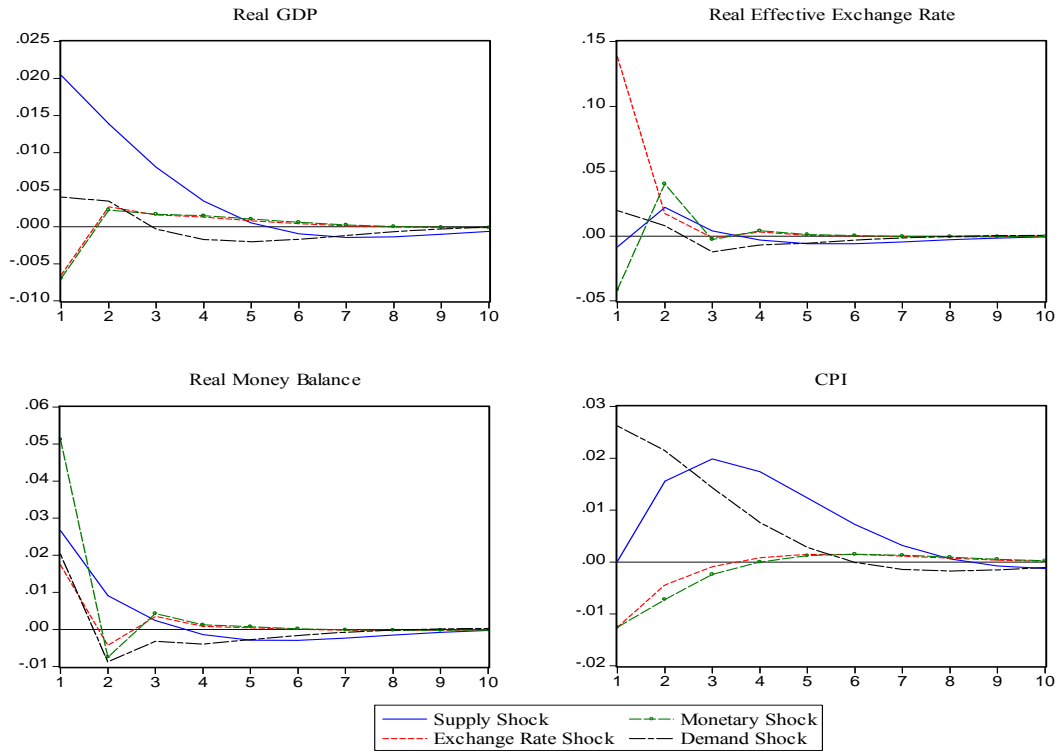 Real GDP
.025
.020
.015
.010
.005
.000
-.005
-.010
1 2 3 4 5 6 7 8 9 10
Real Effective Exchange Rate
.15
.10
.05
.00
-.05
1 2 3 4 5 6 7 8 9 10
Real Money Balance
.06
.05
.04
.03
.02
.01
.00
-.01
1 2 3 4 5 6 7 8 9 10
CPI
.03
.02
.01
.00
-.01
-.02
1 2 3 4 5 6 7 8 9 10
Supply Shock Monetary Shock
Exchange Rate Shock Demand Shock